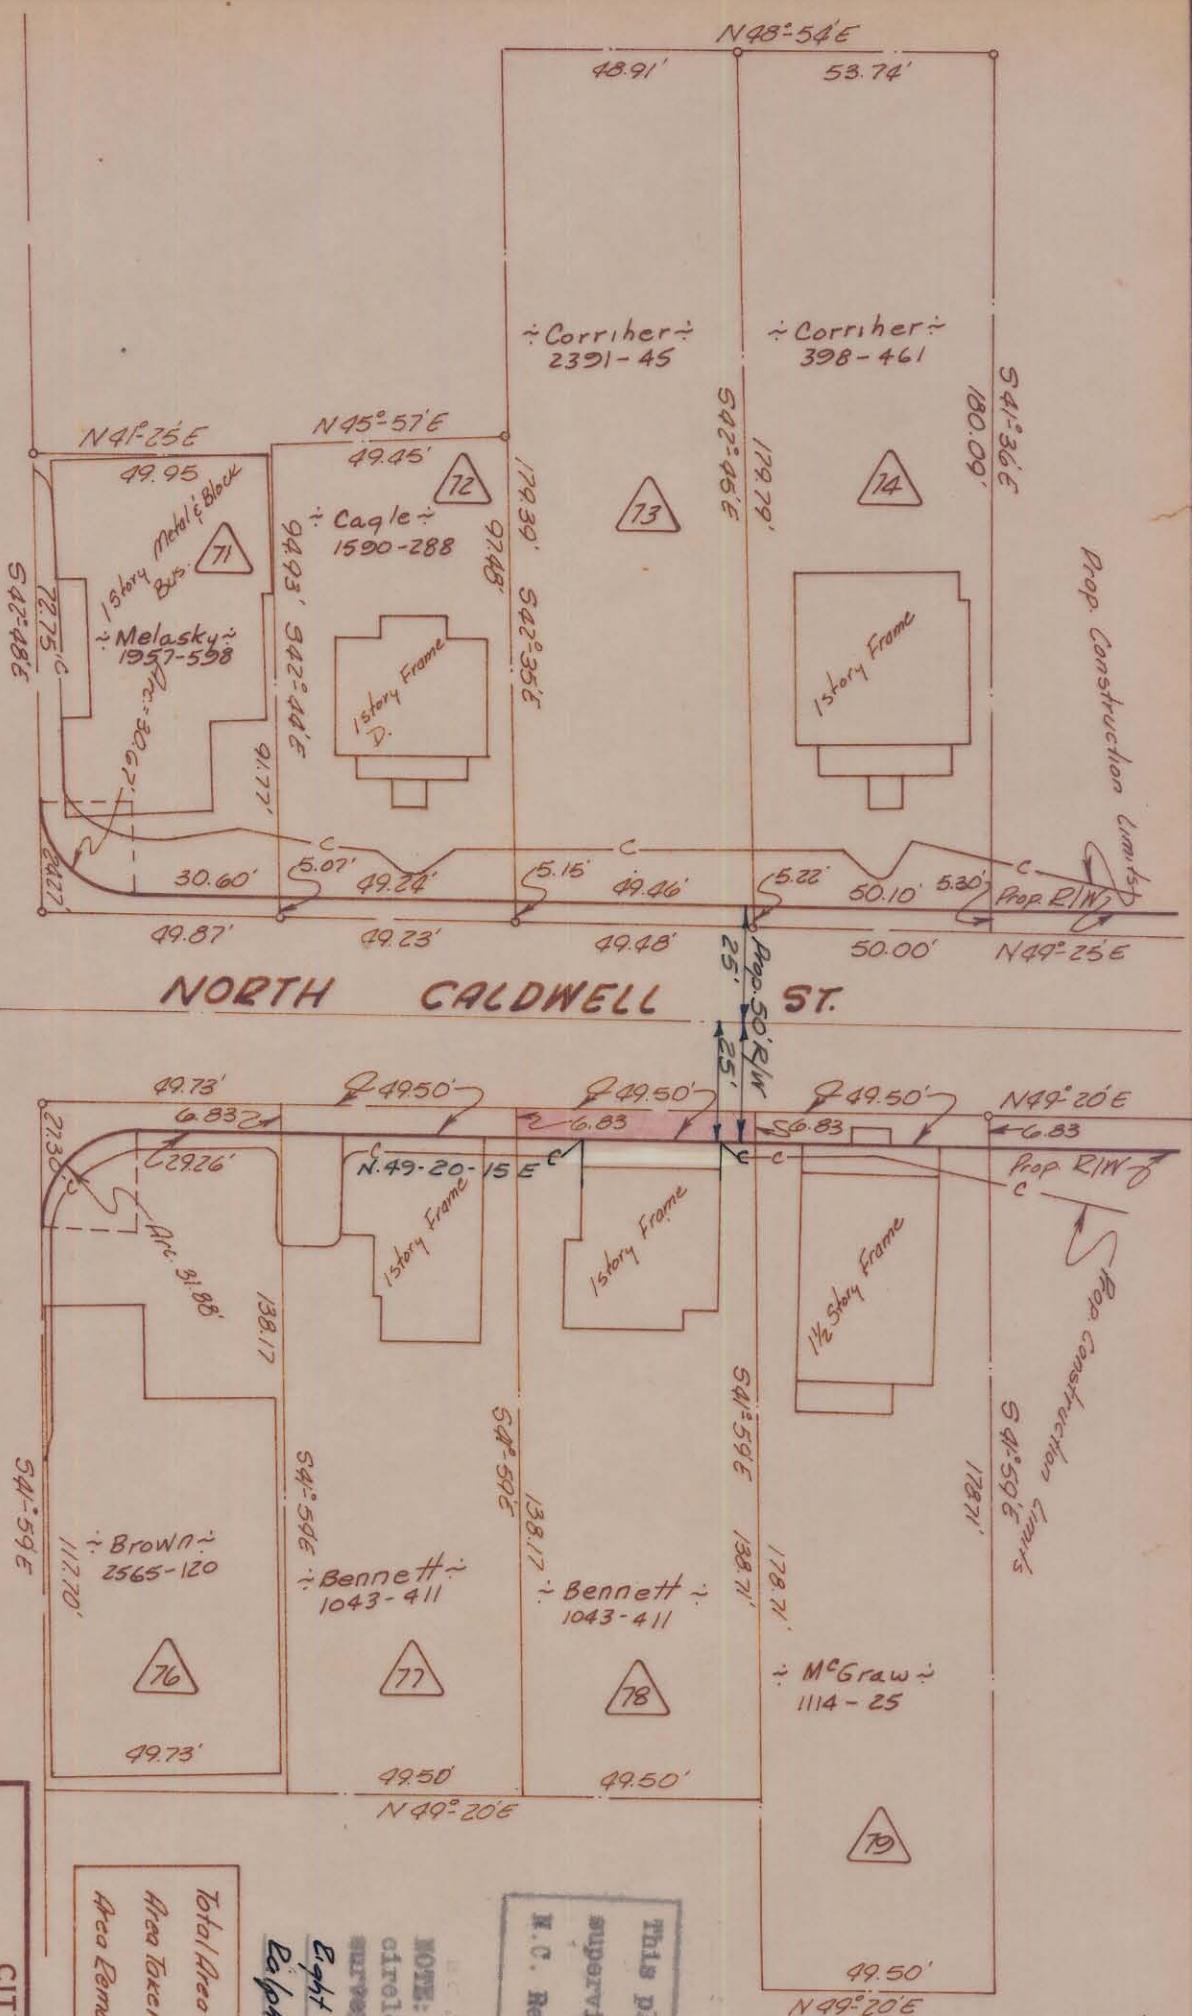 N48°-54'E
48.91'
53.74'
÷Corriher÷
2391-45
÷Corriher÷
398-461
S41°-36'E
180.09'
S42°-45'E
179.79'
N41°-25'E
49.95
N45°-57'E
49.45'
72
73
74
71
1 Story Metal & Block
Bus.
÷Cagle÷
1590-288
179.39'
S42°-35'E
97.48'
94.93'
S42°-44'E
91.77'
÷Melasky÷
1957-598
72.75'
C
S42°-48'E
Arc=30.67'
1 Story Frame
D.
1 Story Frame
Prop. Construction Limits
24.27'
30.60'
5.07'
C
49.24'
5.15'
C
49.46'
5.22'
50.10'
5.30'
C
Prop. R/W
49.87'
49.23'
49.48'
50.00'
N49°-25'E
25'
Prop. 50' R/W
25'
NORTH CALDWELL ST.
49.73'
49.50'
49.50'
49.50'
N49°-20'E
6.83
6.83
6.83
6.83
27.30'
C
29.26'
C
N.49-20-15 E
C
C
C
C
Prop. R/W
Arc. 31.88'
1 Story Frame
1 Story Frame
1½ Story Frame
Prop. Construction Limits
138.17
S41°-59'E
S41°-59'E
138.17
S41°-59'E
138.71'
178.71'
S41°-59'E
178.71'
S41°-59'E
117.70'
÷Brown÷
2565-120
÷Bennett÷
1043-411
÷Bennett÷
1043-411
÷McGraw÷
1114-25
76
77
78
79
49.73'
49.50'
49.50'
N49°-20'E
49.50'
N49°-20'E
Total Area
Area Taken
Area
NOTE:
Right
This
N.C.
CIT